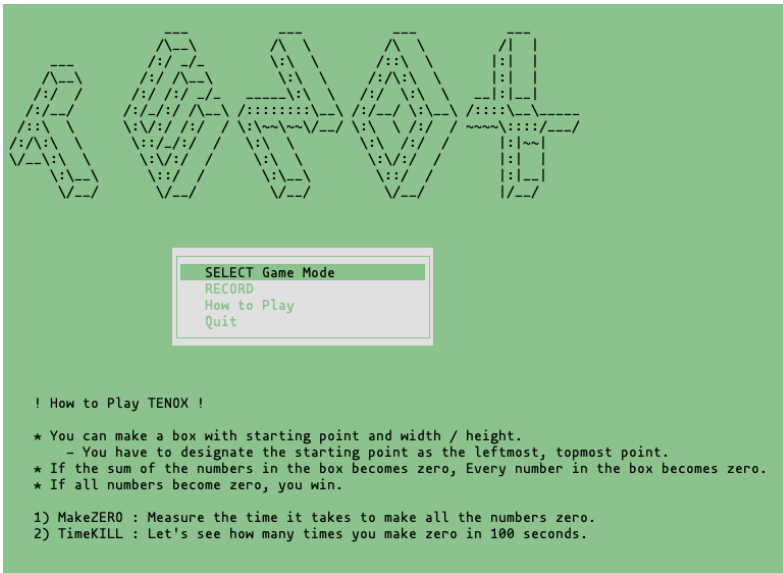 SELECT Game Mode
RECORD
How to Play
Quit
! How to Play TENOX !
* You can make a box with starting point and width / height.
- You have to designate the starting point as the leftmost, topmost point.
* If the sum of the numbers in the box becomes zero, Every number in the box becomes zero.
* If all numbers become zero, you win.
1) MakeZERO : Measure the time it takes to make all the numbers zero.
2) TimeKILL : Let's see how many times you make zero in 100 seconds.